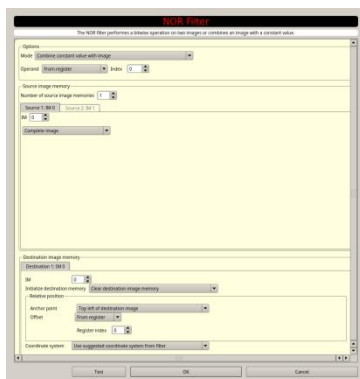 NOR Filter
The NOR filter performs a bitwise operation on two images or combines an image with a constant value.
Options
Mode Combine constant value with image
Operand From register Index 0
Source image memory
Number of source image memories 1
Source 1: IM 0 Source 2: IM 1
IM 0
Complete image
Destination image memory
Destination 1: IM 0
IM 0
Initialize destination memory Clear destination image memory
Relative position
Anchor point Top left of destination image
Offset From register
Register index 0
Coordinate system Use suggested coordinate system from filter
Test OK Cancel